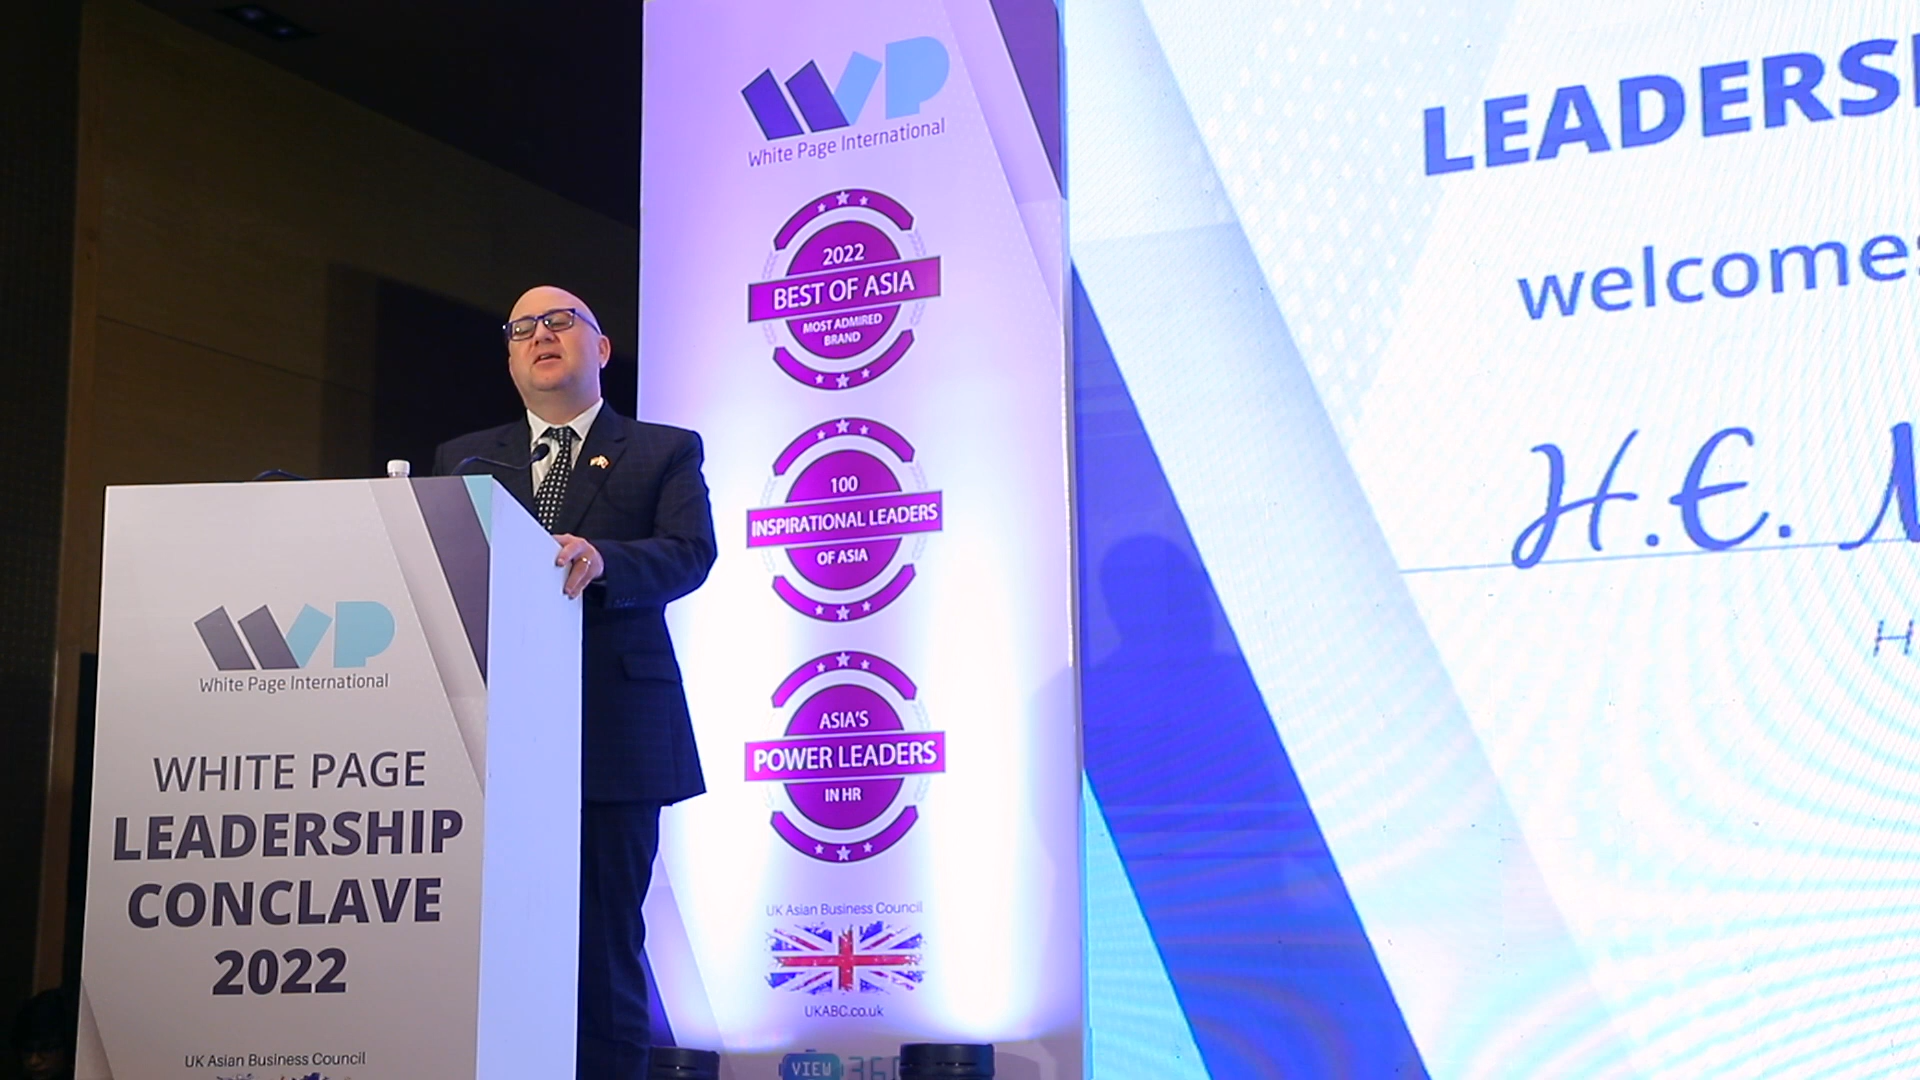 White Page International
WHITE PAGE
LEADERSHIP
CONCLAVE
2022
UK Asian Business Council
White Page International
2022
BEST OF ASIA
MOST ADMIRED
BRAND
100
INSPIRATIONAL LEADERS
OF ASIA
ASIA'S
POWER LEADERS
IN HR
UK Asian Business Council
UKABC.co.uk
VIEW 360
LEADERS
welcomes
H.E.
H